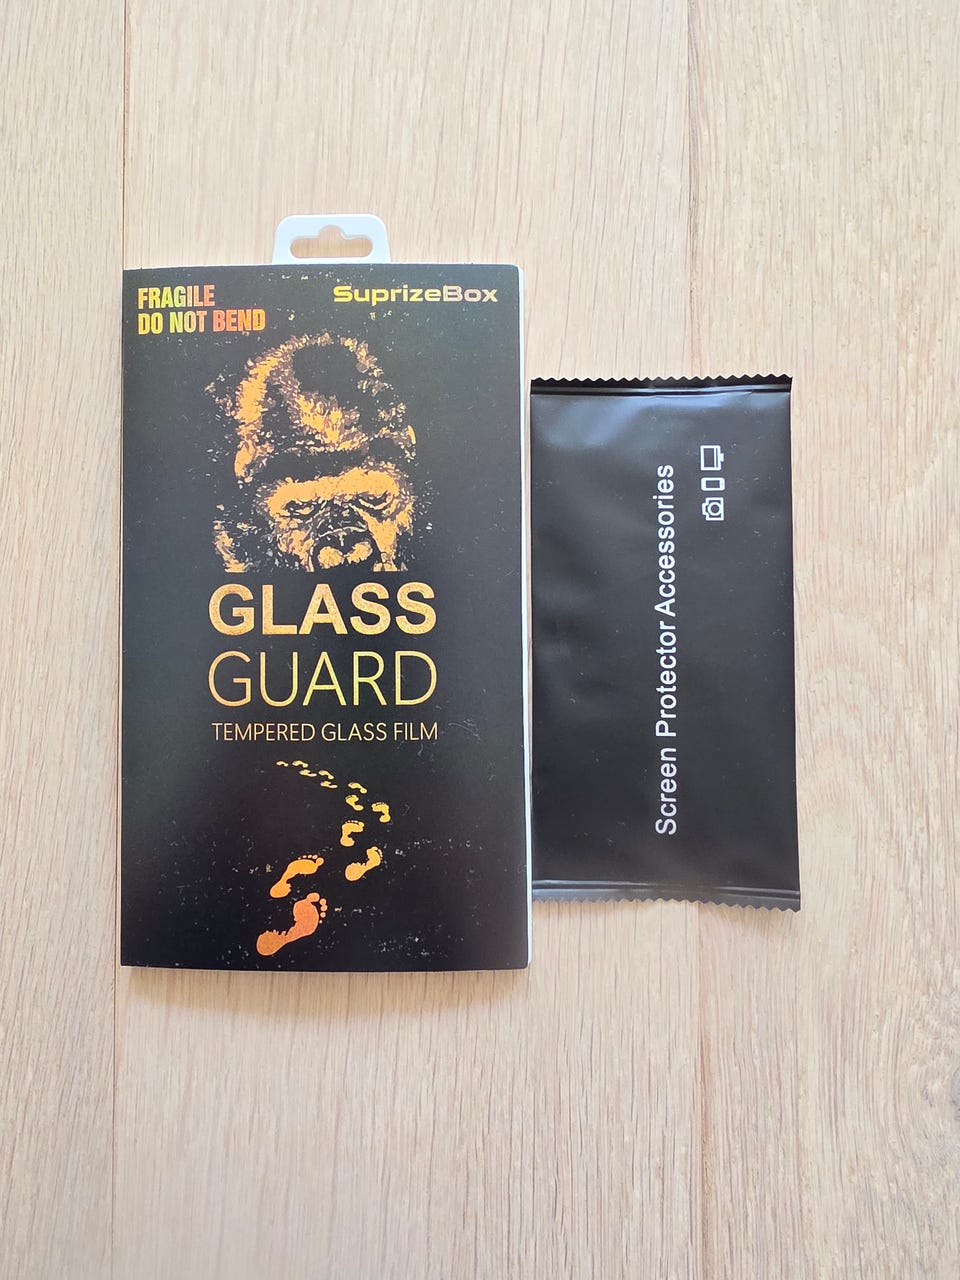 FRAGILE
DO NOT BEND
SuprizeBox
GLASS
GUARD
TEMPERED GLASS FILM
Screen Protector Accessories